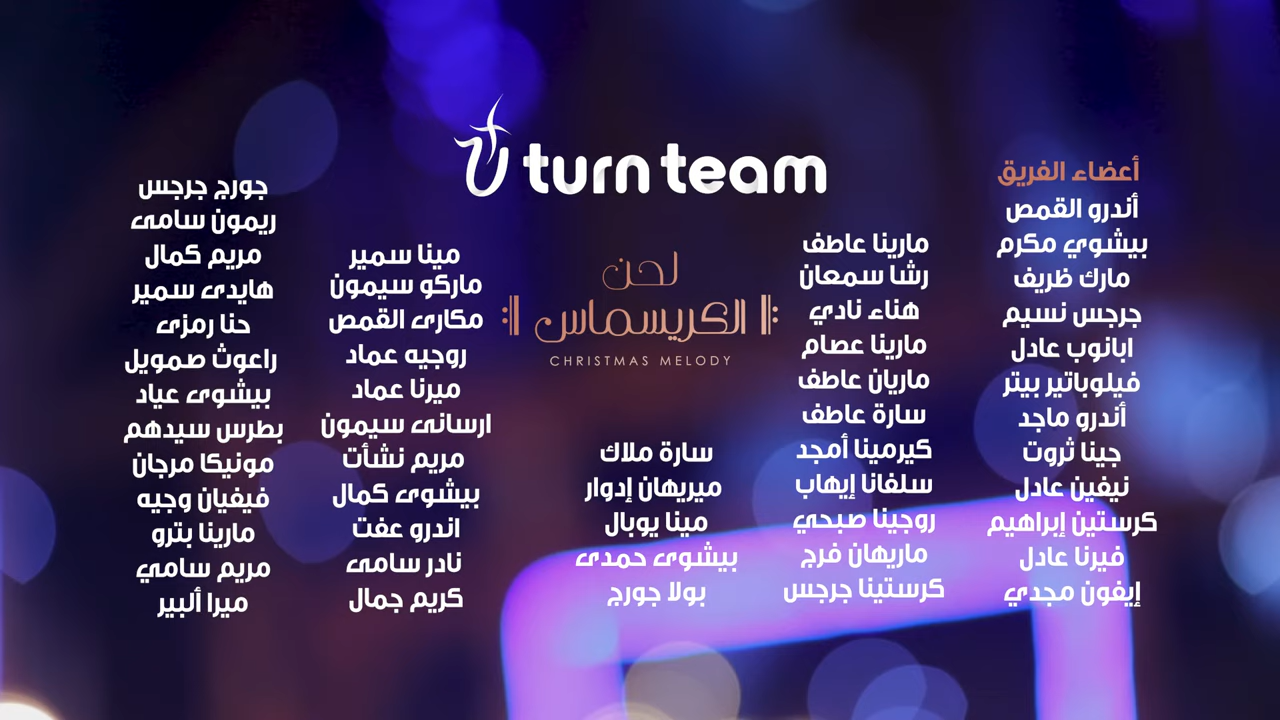 U turn team
لحن
الكريسماس
CHRISTMAS MELODY
أعضاء الفريق
أندرو القمص
بيشوي مكرم
مارك ظريف
جرجس نسيم
ابانوب عادل
فيلوباتير بيتر
أندرو ماجد
جينا ثروت
نيفين عادل
كرستين إبراهيم
فيرنا عادل
إيفون مجدي
مارينا عاطف
رشا سمعان
هناء نادي
مارينا عصام
ماريان عاطف
سارة عاطف
كيرمينا أمجد
سلفانا إيهاب
روجينا صبحي
ماريهان فرج
كرستينا جرجس
سارة ملاك
ميريهان إدوار
مينا يوبال
بيشوى حمدى
بولا جورج
مينا سمير
ماركو سيمون
مكارى القمص
روجيه عماد
ميرنا عماد
ارسانى سيمون
مريم نشأت
بيشوى كمال
اندرو عفت
نادر سامى
كريم جمال
جورج جرجس
ريمون سامى
مريم كمال
هايدى سمير
حنا رمزى
راعوث صمويل
بيشوى عياد
بطرس سيدهم
مونيكا مرجان
فيفيان وجيه
مارينا بترو
مريم سامي
ميرا ألبير